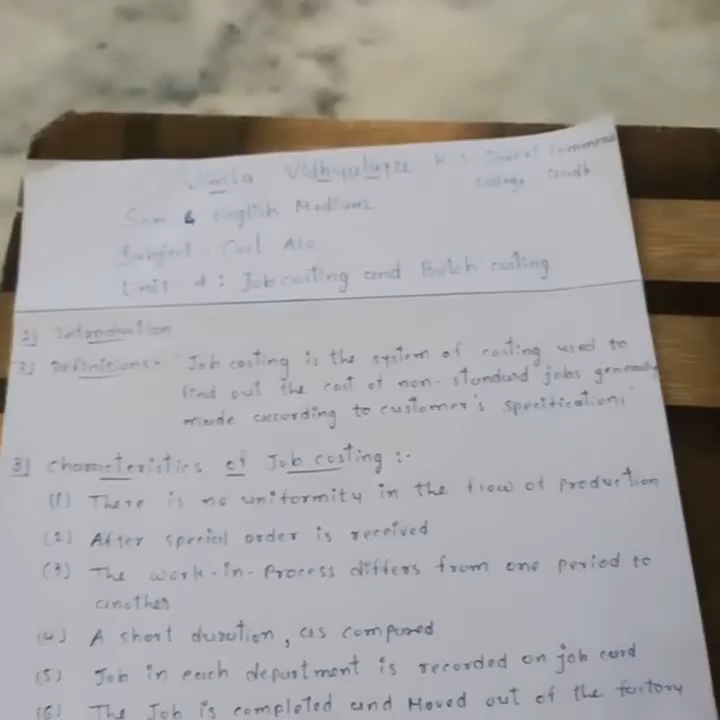 Vimla Vidhyulaya
College
Sem 4 English Medium
Subject : Cost A/c
Unit 4 : Job costing and Batch costing
1) Introduction
2) Definitions:- "Job costing is the system of costing used to
find out the cost of non-standard jobs generally
made according to customer's specification."
3) Characteristics of Job costing :-
(1) There is no uniformity in the flow of production
(2) After special order is received
(3) The work-in-Process differs from one period to
another
(4) A short duration, as compared
(5) Job in each department is recorded on job card
(6) The Job is completed and Moved out of the factory